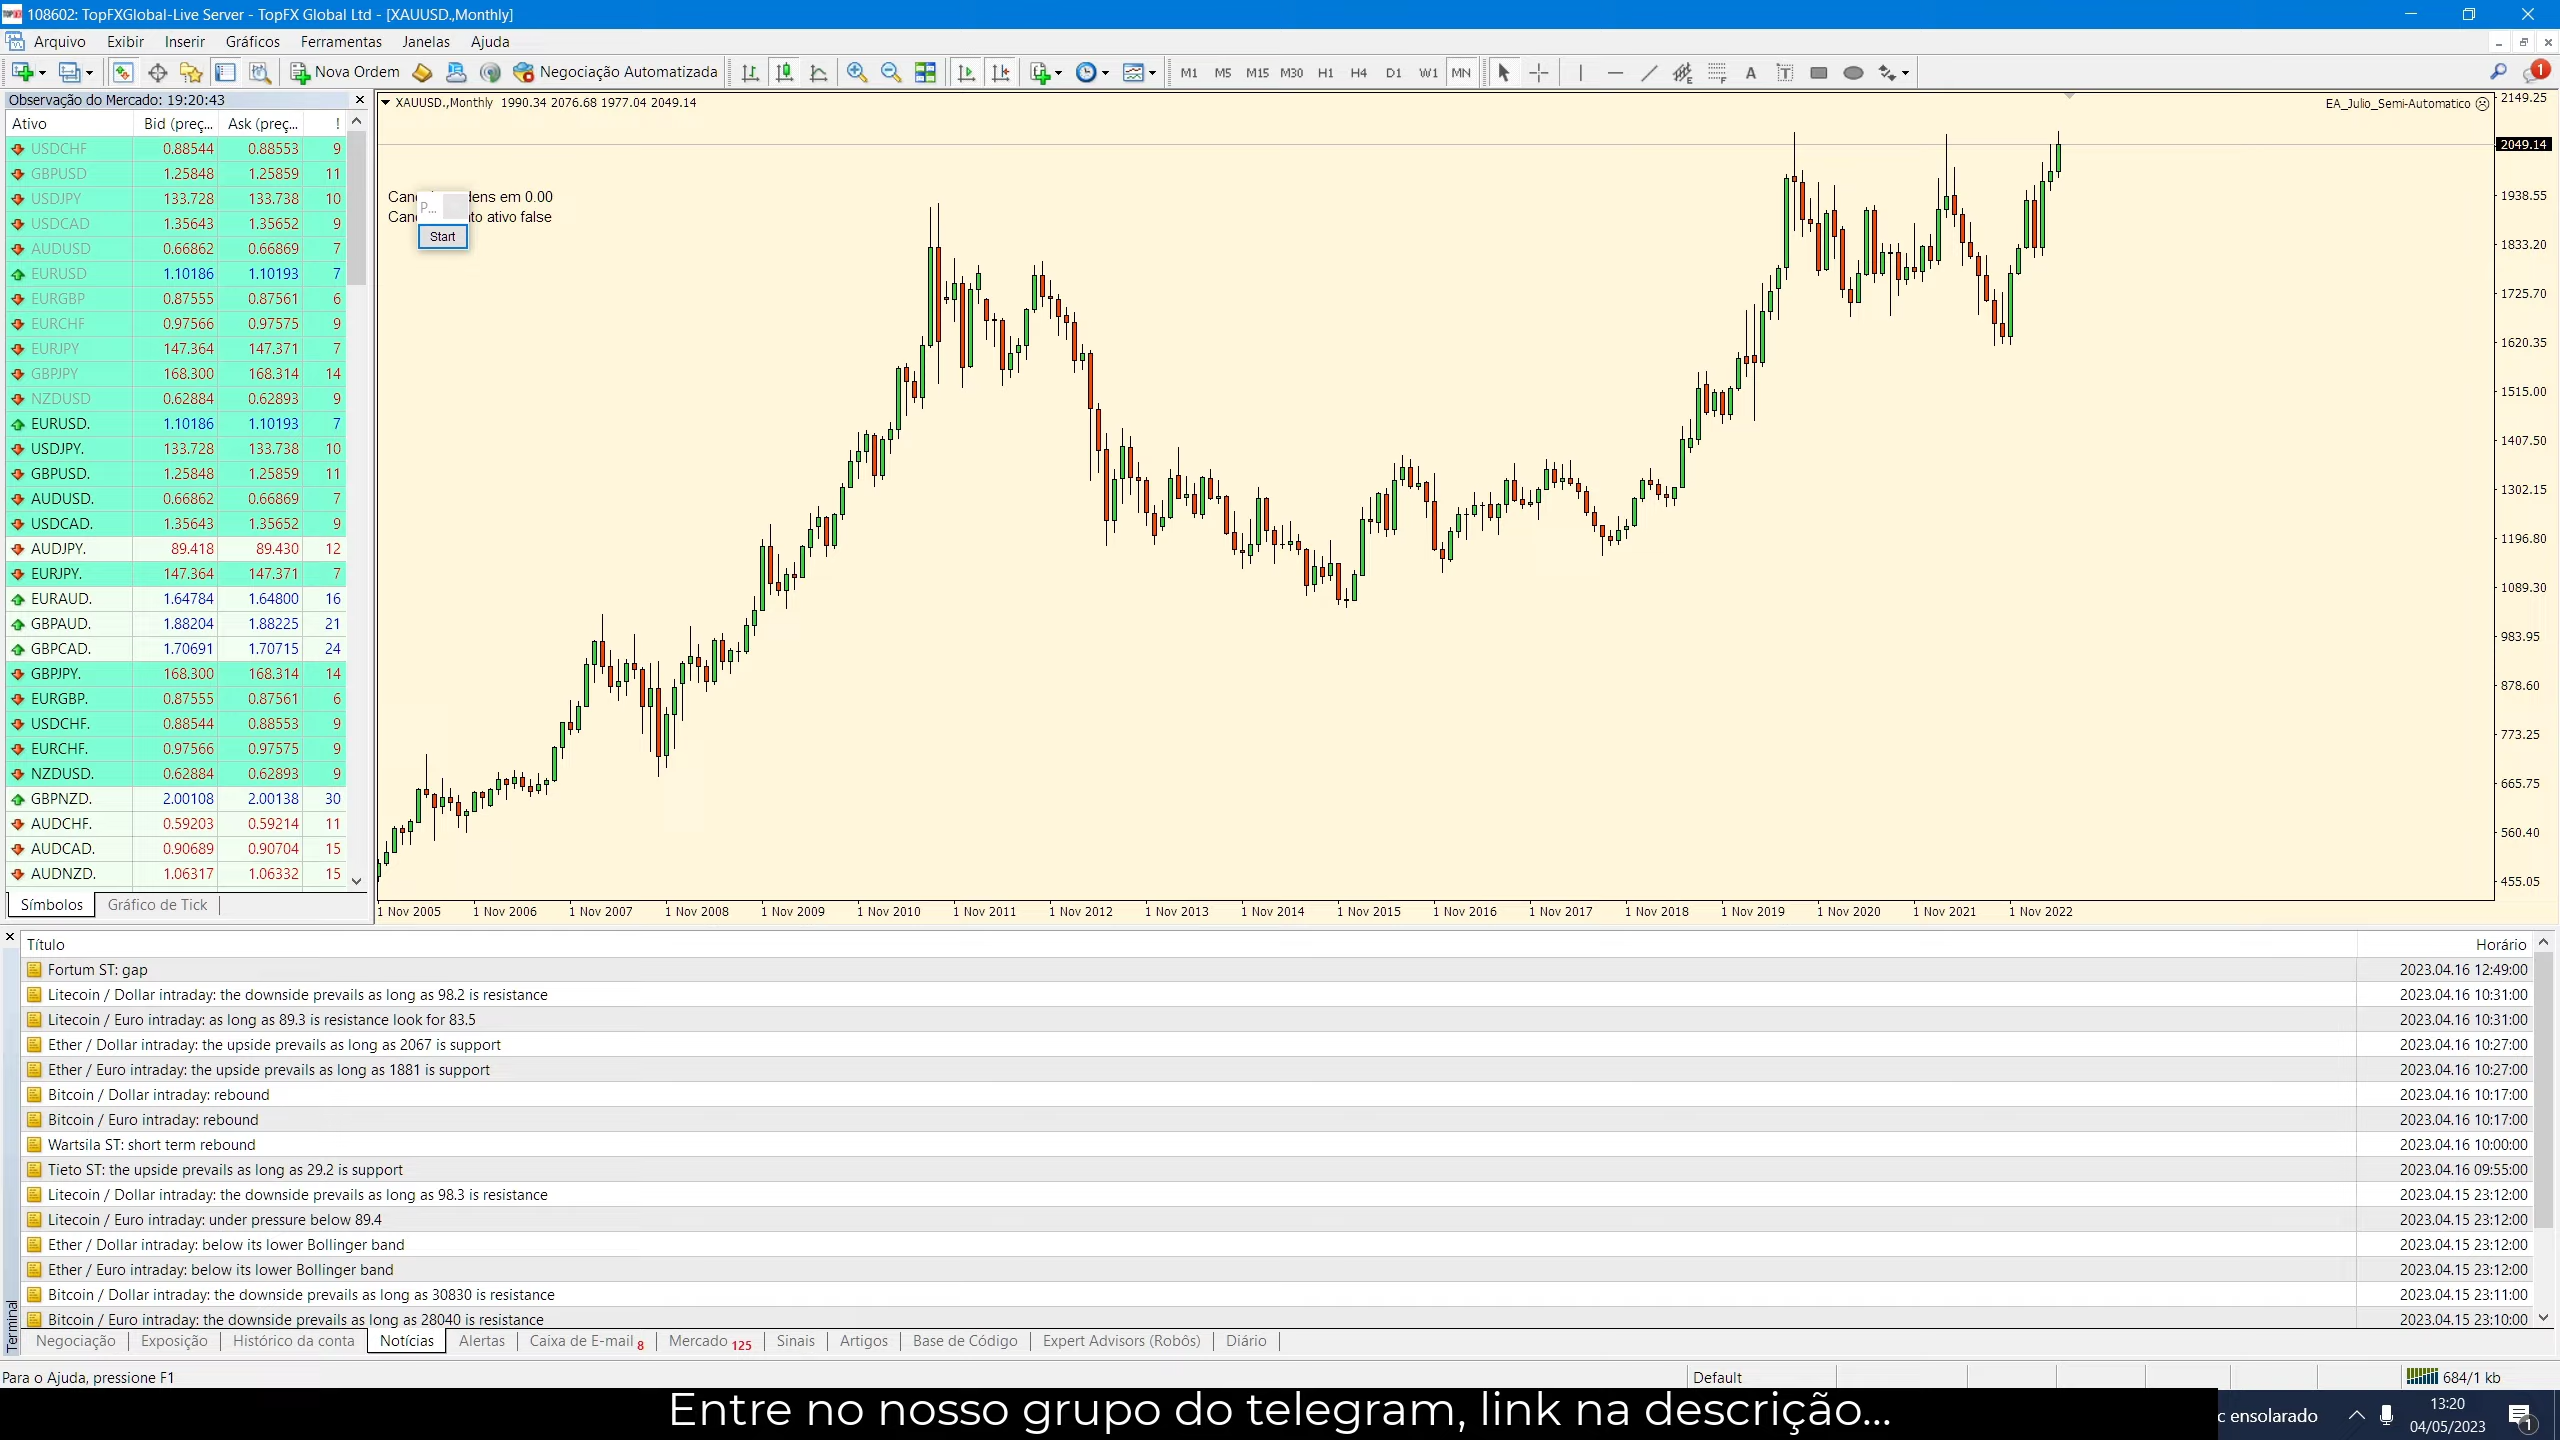 108602: TopFXGlobal-Live Server - TopFX Global Ltd - [XAUUSD.,Monthly]
Arquivo Exibir Inserir Gráficos Ferramentas Janelas Ajuda
Nova Ordem Negociação Automatizada M1 M5 M15 M30 H1 H4 D1 W1 MN A T 1
Observação do Mercado: 19:20:43
Ativo Bid (preç... Ask (preç... !
USDCHF 0.88544 0.88553 9
GBPUSD 1.25848 1.25859 11
USDJPY 133.728 133.738 10
USDCAD 1.35643 1.35652 9
AUDUSD 0.66862 0.66869 7
EURUSD 1.10186 1.10193 7
EURGBP 0.87555 0.87561 6
EURCHF 0.97566 0.97575 9
EURJPY 147.364 147.371 7
GBPJPY 168.300 168.314 14
NZDUSD 0.62884 0.62893 9
EURUSD. 1.10186 1.10193 7
USDJPY. 133.728 133.738 10
GBPUSD. 1.25848 1.25859 11
AUDUSD. 0.66862 0.66869 7
USDCAD. 1.35643 1.35652 9
AUDJPY. 89.418 89.430 12
EURJPY. 147.364 147.371 7
EURAUD. 1.64784 1.64800 16
GBPAUD. 1.88204 1.88225 21
GBPCAD. 1.70691 1.70715 24
GBPJPY. 168.300 168.314 14
EURGBP. 0.87555 0.87561 6
USDCHF. 0.88544 0.88553 9
EURCHF. 0.97566 0.97575 9
NZDUSD. 0.62884 0.62893 9
GBPNZD. 2.00108 2.00138 30
AUDCHF. 0.59203 0.59214 11
AUDCAD. 0.90689 0.90704 15
AUDNZD. 1.06317 1.06332 15
Símbolos Gráfico de Tick
XAUUSD.,Monthly 1990.34 2076.68 1977.04 2049.14
EA_Julio_Semi-Automatico
em 0.00
ativo false
P...
Start
2149.25
2049.14
1938.55
1833.20
1725.70
1620.35
1515.00
1407.50
1302.15
1196.80
1089.30
983.95
878.60
773.25
665.75
560.40
455.05
1 Nov 2005 1 Nov 2006 1 Nov 2007 1 Nov 2008 1 Nov 2009 1 Nov 2010 1 Nov 2011 1 Nov 2012 1 Nov 2013 1 Nov 2014 1 Nov 2015 1 Nov 2016 1 Nov 2017 1 Nov 2018 1 Nov 2019 1 Nov 2020 1 Nov 2021 1 Nov 2022
Título Horário
Fortum ST: gap 2023.04.16 12:49:00
Litecoin / Dollar intraday: the downside prevails as long as 98.2 is resistance 2023.04.16 10:31:00
Litecoin / Euro intraday: as long as 89.3 is resistance look for 83.5 2023.04.16 10:31:00
Ether / Dollar intraday: the upside prevails as long as 2067 is support 2023.04.16 10:27:00
Ether / Euro intraday: the upside prevails as long as 1881 is support 2023.04.16 10:27:00
Bitcoin / Dollar intraday: rebound 2023.04.16 10:17:00
Bitcoin / Euro intraday: rebound 2023.04.16 10:17:00
Wartsila ST: short term rebound 2023.04.16 10:00:00
Tieto ST: the upside prevails as long as 29.2 is support 2023.04.16 09:55:00
Litecoin / Dollar intraday: the downside prevails as long as 98.3 is resistance 2023.04.15 23:12:00
Litecoin / Euro intraday: under pressure below 89.4 2023.04.15 23:12:00
Ether / Dollar intraday: below its lower Bollinger band 2023.04.15 23:12:00
Ether / Euro intraday: below its lower Bollinger band 2023.04.15 23:12:00
Bitcoin / Dollar intraday: the downside prevails as long as 30830 is resistance 2023.04.15 23:11:00
Bitcoin / Euro intraday: the downside prevails as long as 28040 is resistance 2023.04.15 23:10:00
Terminal
Negociação Exposição Histórico da conta Notícias Alertas Caixa de E-mail 8 Mercado 125 Sinais Artigos Base de Código Expert Advisors (Robôs) Diário
Para o Ajuda, pressione F1 Default 684/1 kb
Entre no nosso grupo do telegram, link na descrição...
c ensolarado 13:20
04/05/2023 1